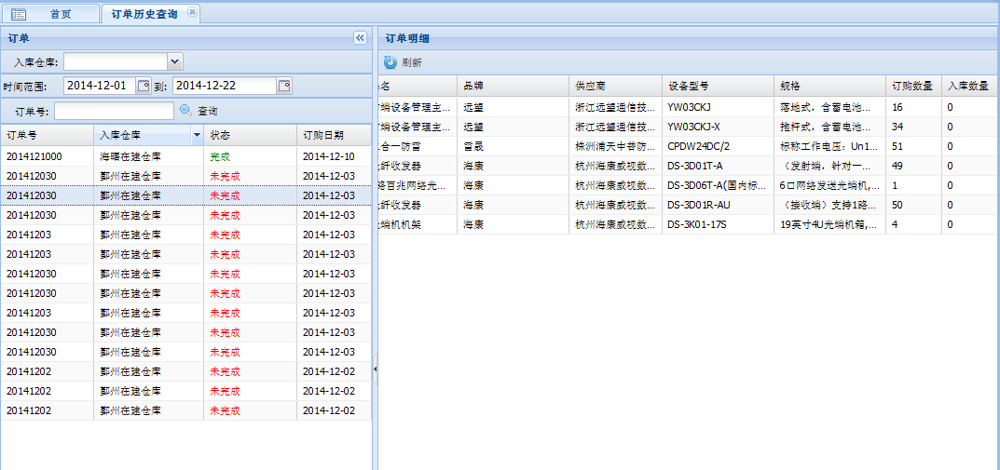 首页 订单历史查询
订单
入库仓库:
时间范围: 2014-12-01 到: 2014-12-22
订单号: 查询
订单号 入库仓库 状态 订购日期
2014121000 海曙在建仓库 完成 2014-12-10
201412030 鄞州在建仓库 未完成 2014-12-03
201412030 鄞州在建仓库 未完成 2014-12-03
201412030 鄞州在建仓库 未完成 2014-12-03
20141203 鄞州在建仓库 未完成 2014-12-03
20141203 鄞州在建仓库 未完成 2014-12-03
201412030 鄞州在建仓库 未完成 2014-12-03
201412030 鄞州在建仓库 未完成 2014-12-03
20141203 鄞州在建仓库 未完成 2014-12-03
201412030 鄞州在建仓库 未完成 2014-12-03
201412030 鄞州在建仓库 未完成 2014-12-03
20141202 鄞州在建仓库 未完成 2014-12-02
20141202 鄞州在建仓库 未完成 2014-12-02
20141202 鄞州在建仓库 未完成 2014-12-02
订单明细
刷新
名 品牌 供应商 设备型号 规格 订购数量 入库数量
端设备管理主... 远望 浙江远望通信技... YW03CKJ 落地式，含蓄电池... 16 0
端设备管理主... 远望 浙江远望通信技... YW03CKJ-X 抱杆式，含蓄电池... 34 0
合一防雷 雷晟 株洲浦天中普防... CPDW24DC/2 标称工作电压：Un1... 51 0
纤收发器 海康 杭州海康威视数... DS-3D01T-A （发射端，针对一... 49 0
百兆网络光... 海康 杭州海康威视数... DS-3D06T-A(国内标... 6口网络发送光端机,... 1 0
纤收发器 海康 杭州海康威视数... DS-3D01R-AU （接收端）支持1路... 50 0
端机机架 海康 杭州海康威视数... DS-3K01-17S 19英寸4U光端机箱,... 4 0